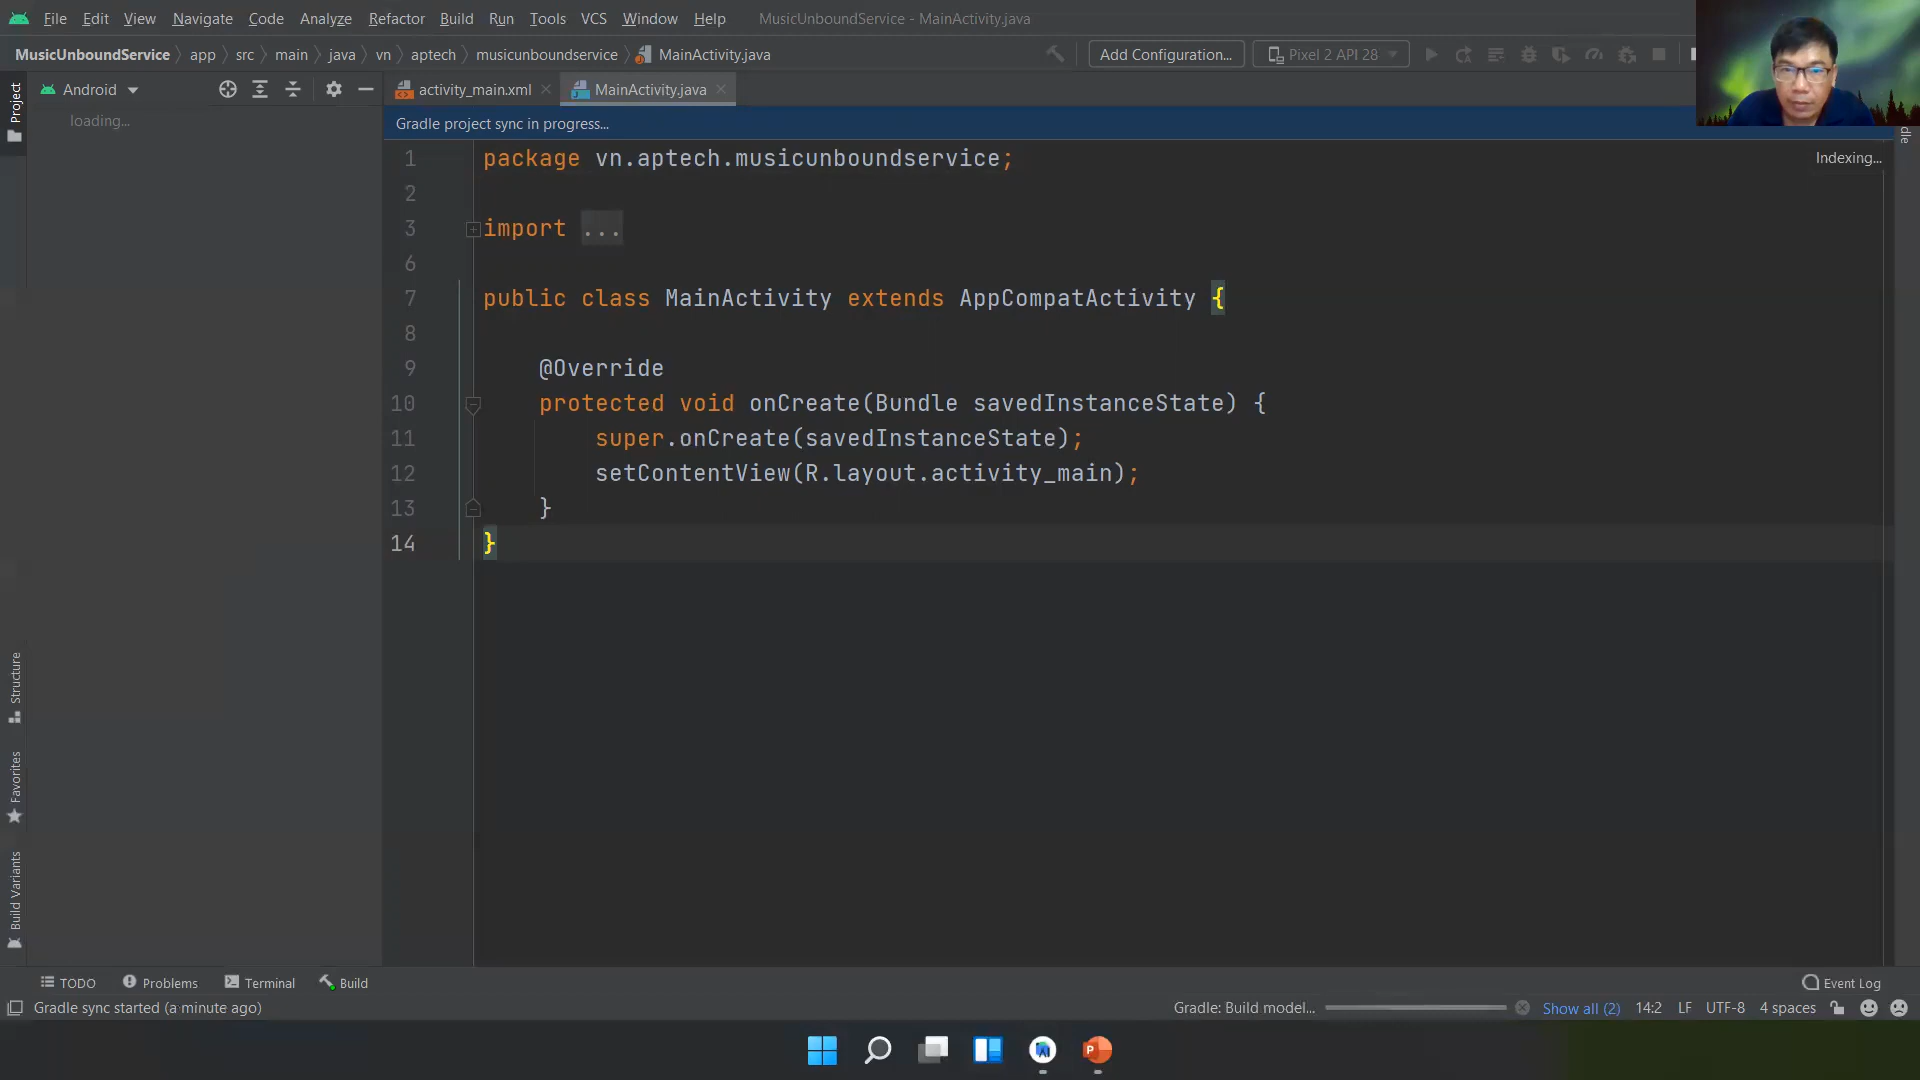 File Edit View Navigate Code Analyze Refactor Build Run Tools VCS Window Help MusicUnboundService - MainActivity.java
MusicUnboundService app src main java vn aptech musicunboundservice MainActivity.java Add Configuration... Pixel 2 API 28
Project Android activity_main.xml MainActivity.java
loading...
Gradle project sync in progress...
Indexing...
1 package vn.aptech.musicunboundservice;
2
3 import ...
6
7 public class MainActivity extends AppCompatActivity {
8
9 @Override
10 protected void onCreate(Bundle savedInstanceState) {
11 super.onCreate(savedInstanceState);
12 setContentView(R.layout.activity_main);
13 }
14 }
Structure
Favorites
Build Variants
TODO Problems Terminal Build Event Log
Gradle sync started (a minute ago) Gradle: Build model... Show all (2) 14:2 LF UTF-8 4 spaces